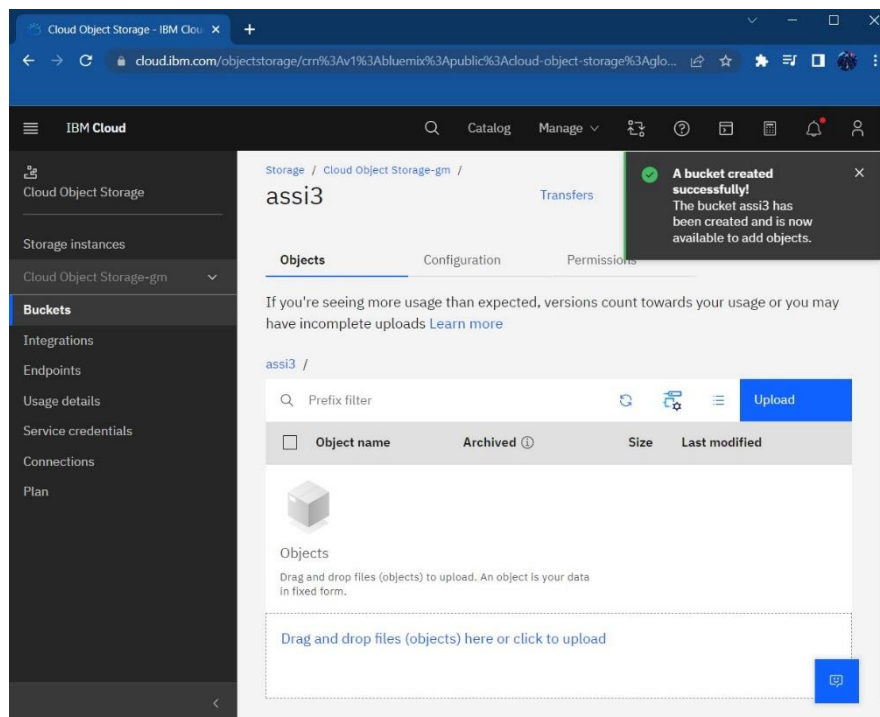 Cloud Object Storage - IBM Clou
cloud.ibm.com/objectstorage/crn%3Av1%3Abluemix%3Apublic%3Acloud-object-storage%3Aglo...
IBM Cloud
Catalog
Manage
Cloud Object Storage
Storage instances
Cloud Object Storage-gm
Buckets
Integrations
Endpoints
Usage details
Service credentials
Connections
Plan
Storage / Cloud Object Storage-gm /
assi3
Transfers
A bucket created
successfully!
The bucket assi3 has
been created and is now
available to add objects.
Objects
Configuration
Permissions
If you're seeing more usage than expected, versions count towards your usage or you may
have incomplete uploads Learn more
assi3 /
Prefix filter
Upload
Object name
Archived
Size
Last modified
Objects
Drag and drop files (objects) to upload. An object is your data
in fixed form.
Drag and drop files (objects) here or click to upload